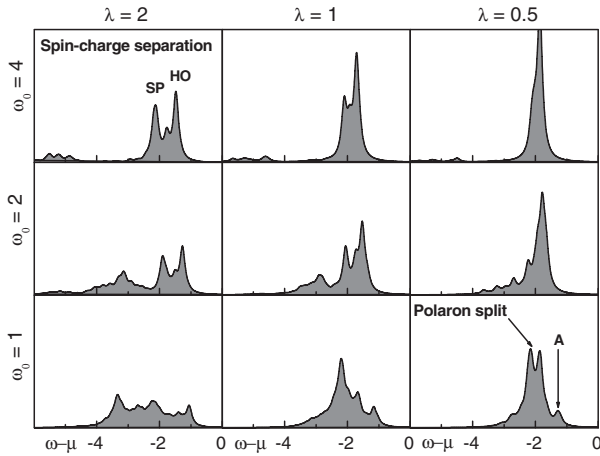 λ = 2 λ = 1 λ = 0.5
ω₀ = 4
Spin-charge separation
SP
HO
ω₀ = 2
ω₀ = 1
Polaron split
A
ω–μ -4 -2 0 ω–μ -4 -2 0 ω–μ -4 -2 0